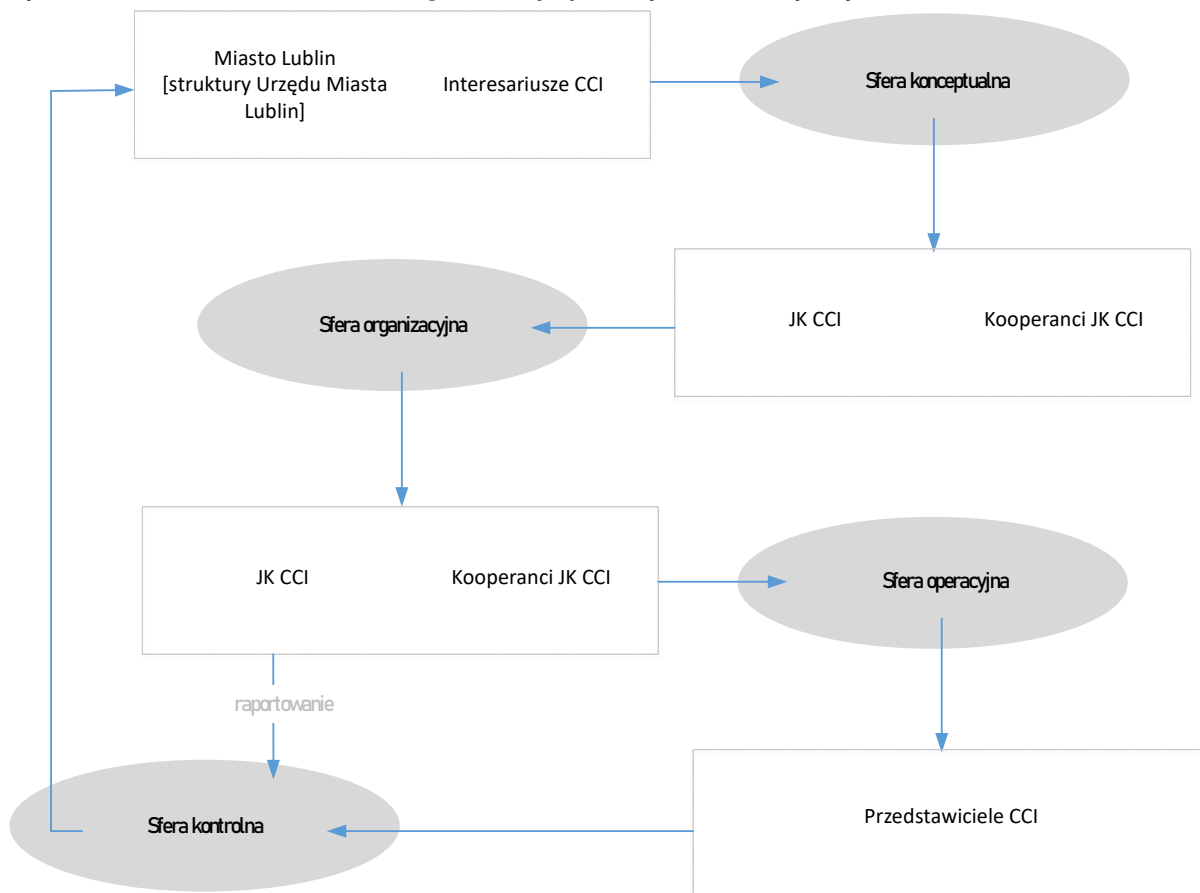 Miasto Lublin
[struktury Urzędu Miasta
Lublin]
Interesariusze CCI
Sfera konceptualna
JK CCI
Kooperanci JK CCI
Sfera organizacyjna
JK CCI
Kooperanci JK CCI
Sfera operacyjna
raportowanie
Przedstawiciele CCI
Sfera kontrolna